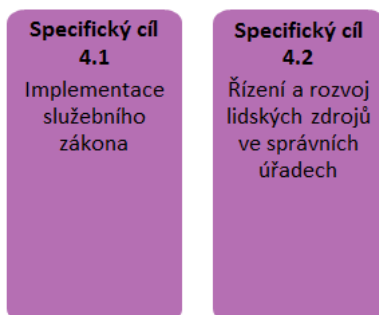 Specifický cíl
4.1
Implementace
služebního
zákona
Specifický cíl
4.2
Řízení a rozvoj
lidských zdrojů
ve správních
úřadech